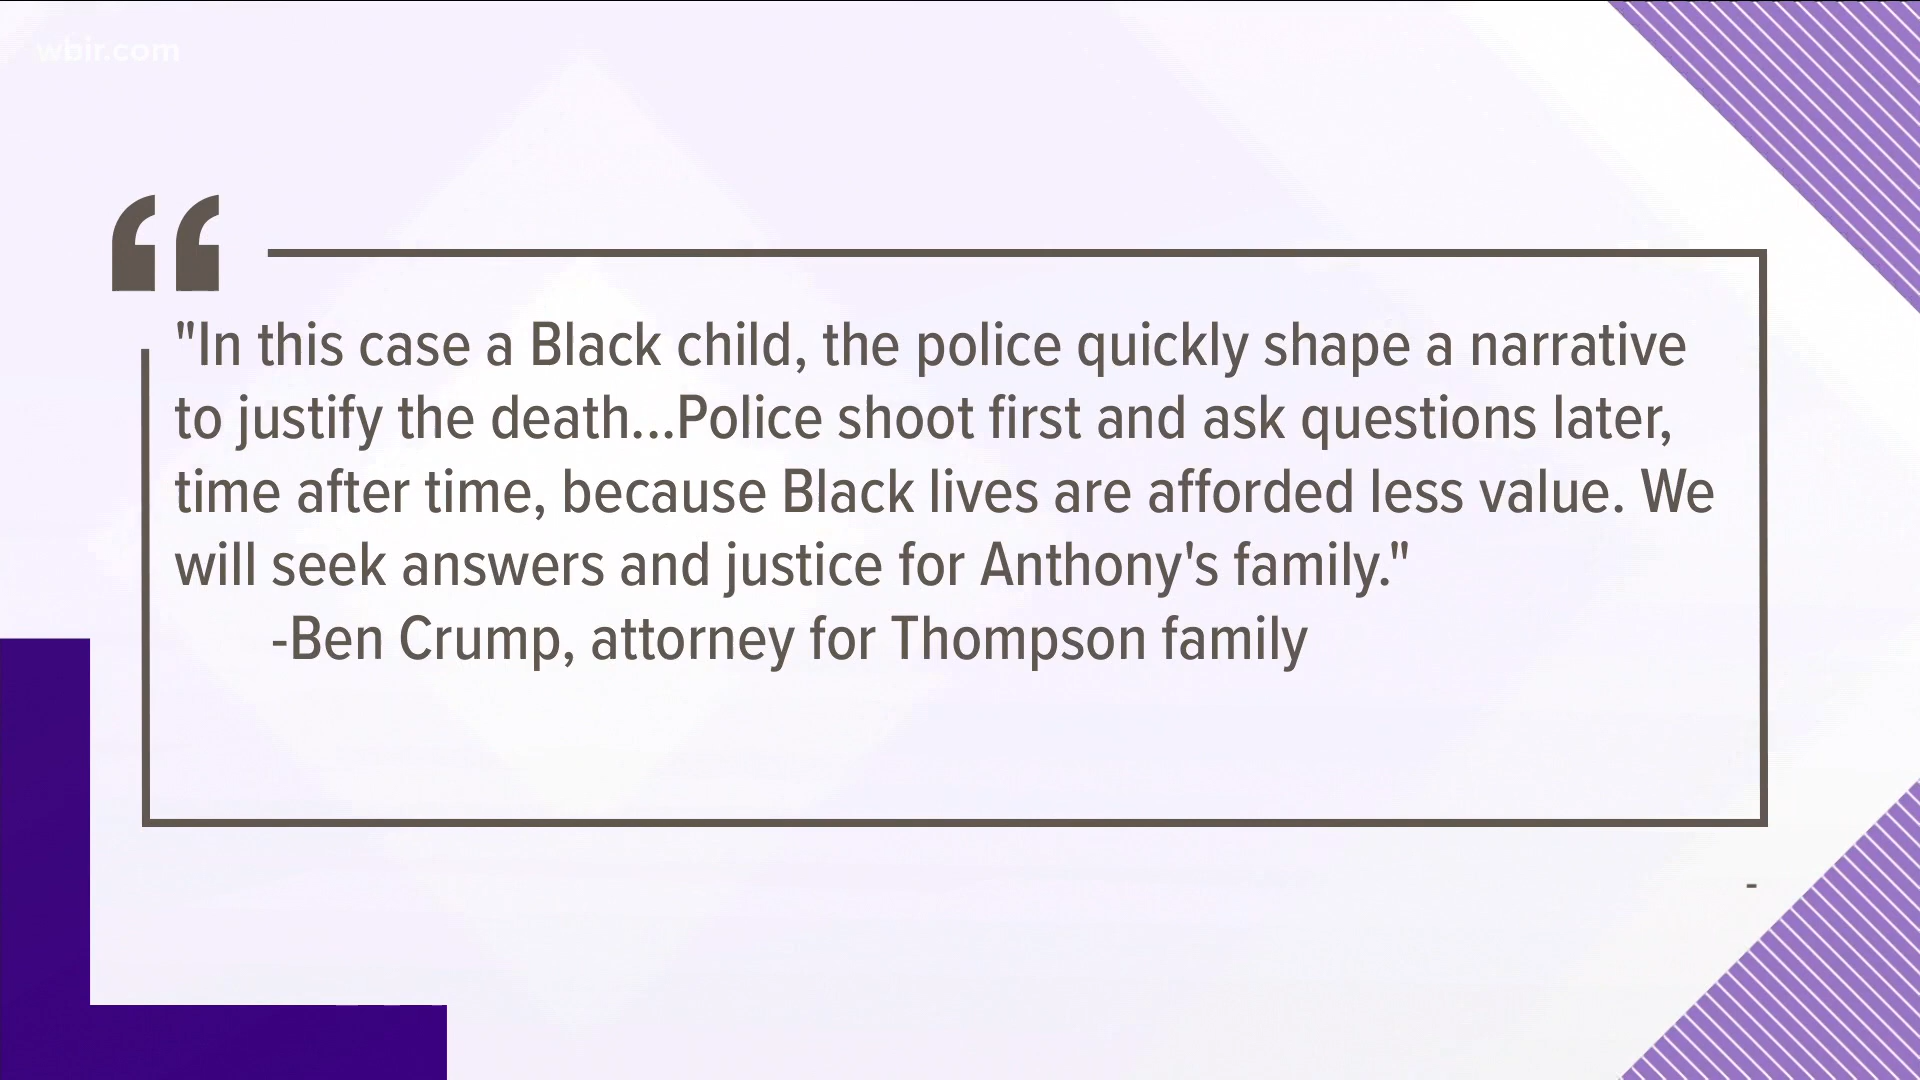 wbir.com
"In this case a Black child, the police quickly shape a narrative
to justify the death...Police shoot first and ask questions later,
time after time, because Black lives are afforded less value. We
will seek answers and justice for Anthony's family."
-Ben Crump, attorney for Thompson family
-